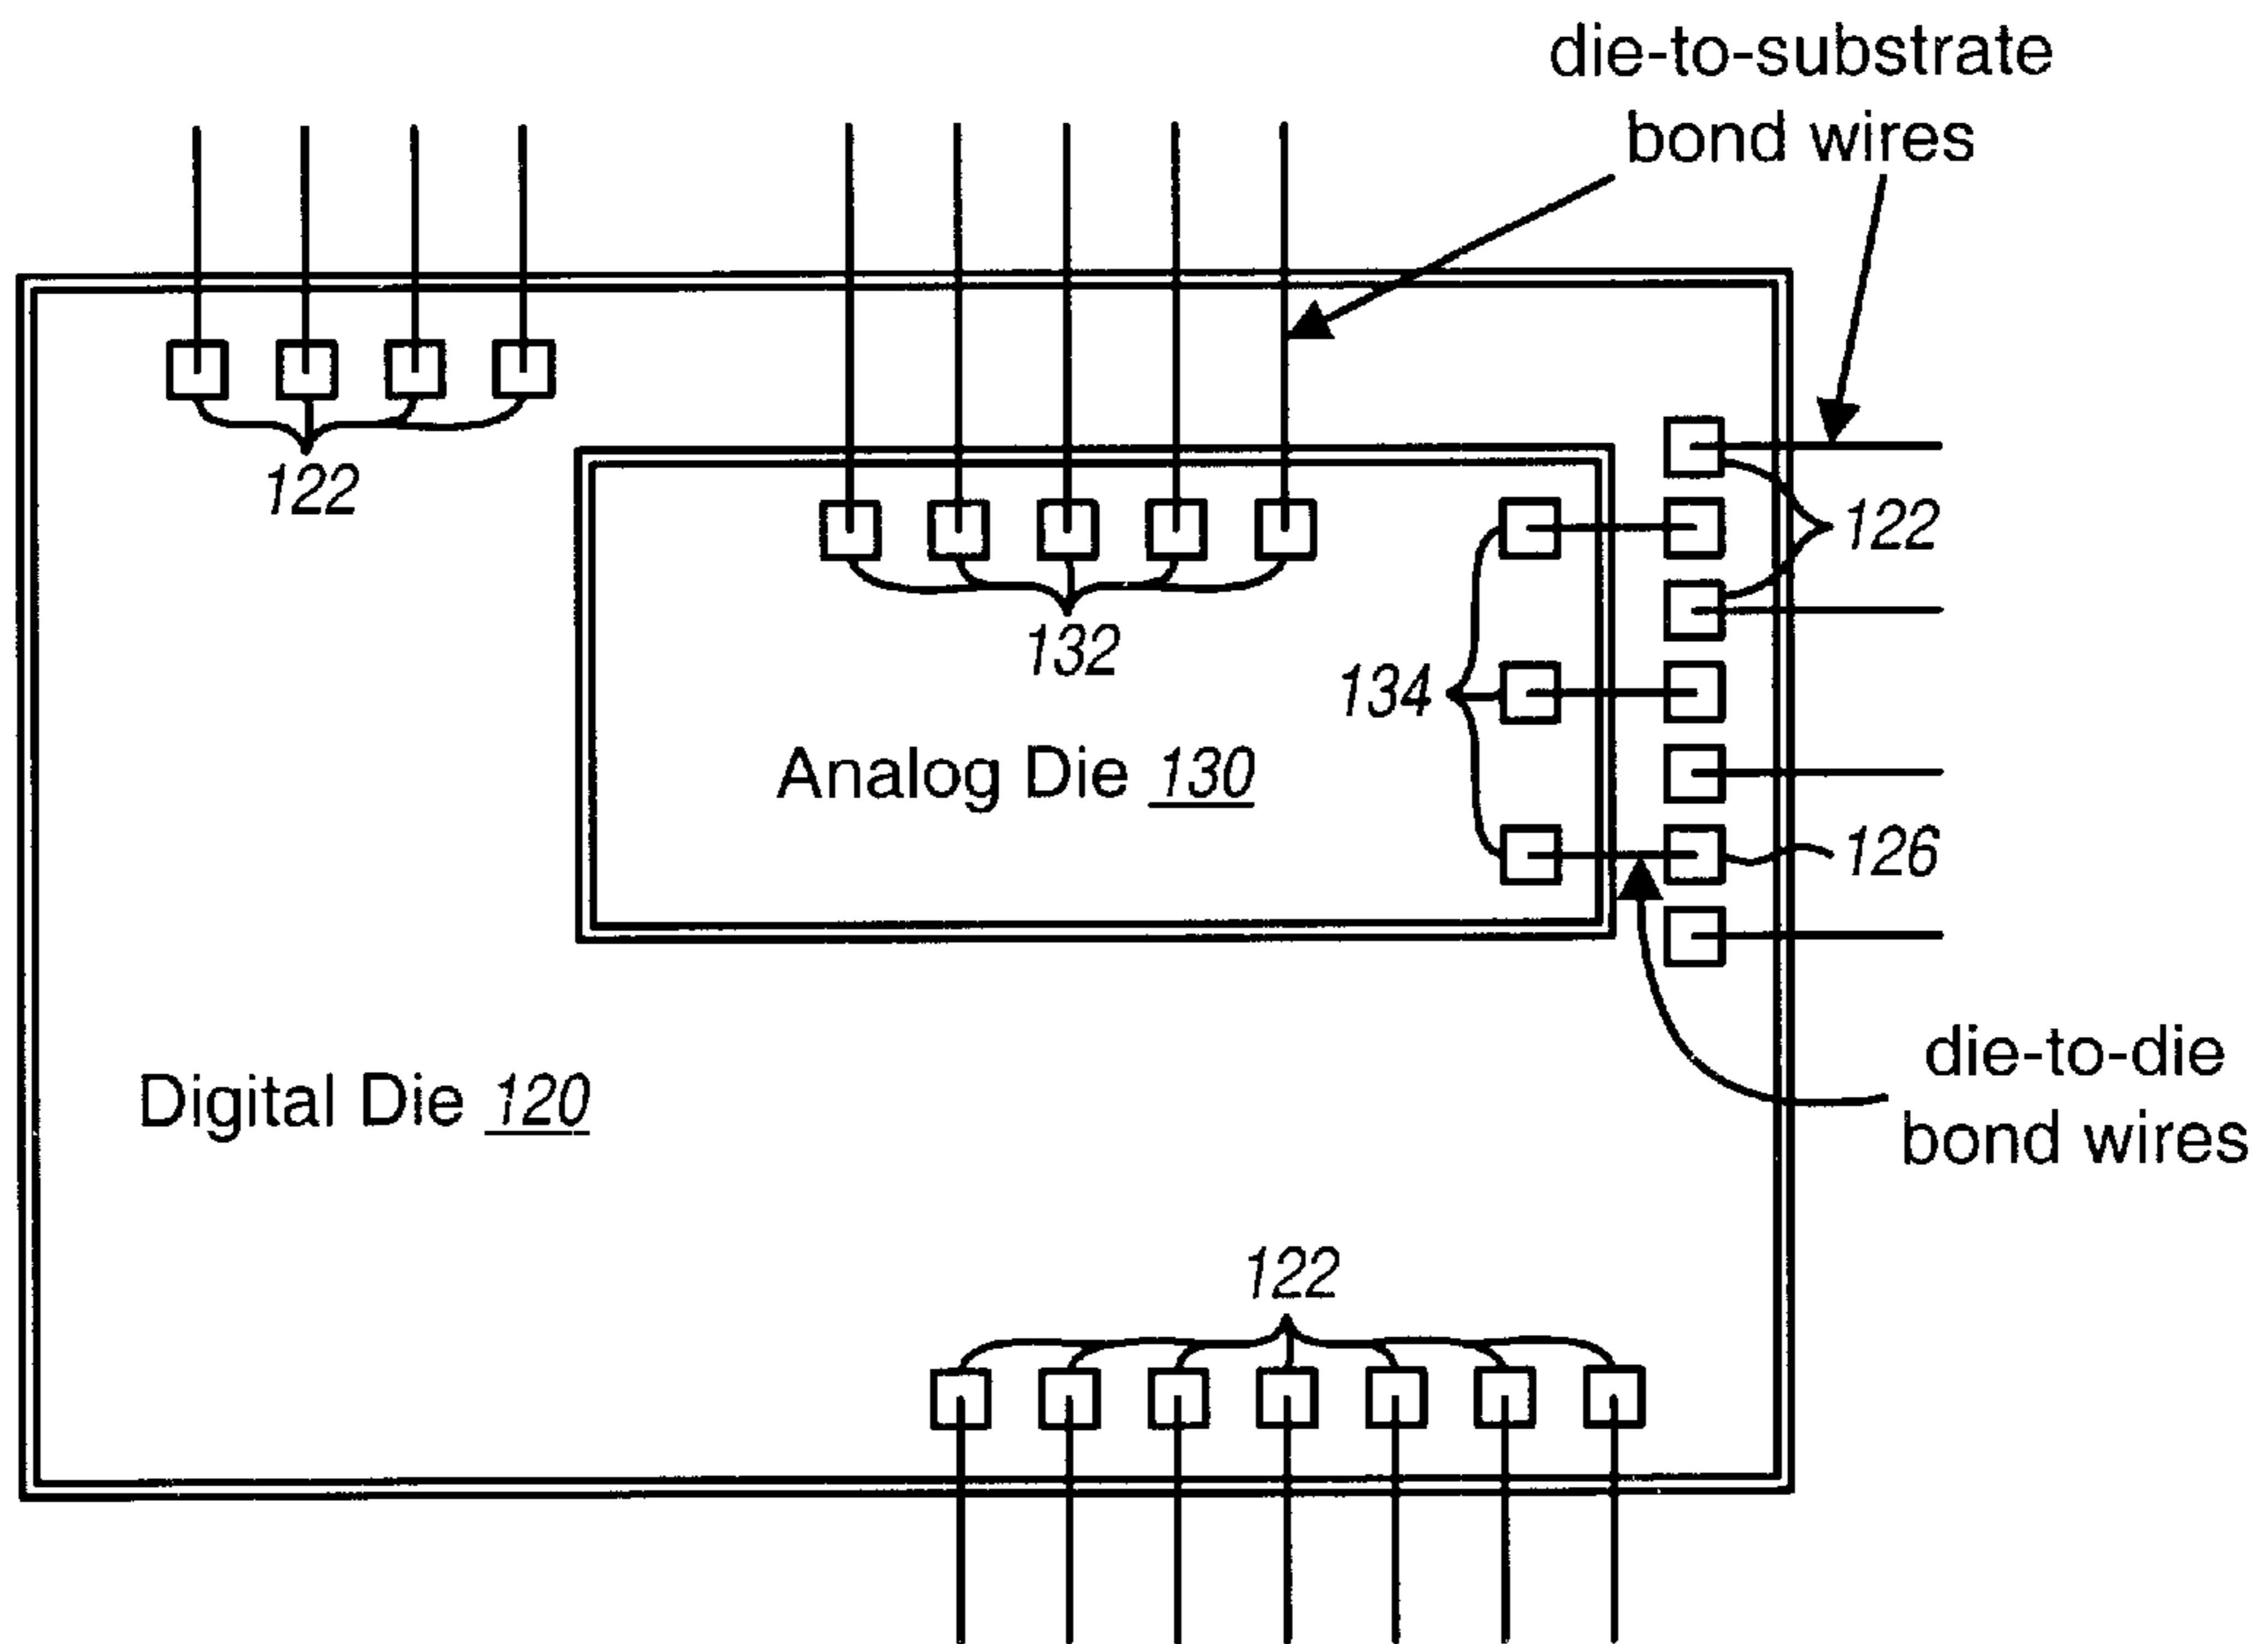 die-to-substrate
bond wires
122
122
132
134
Analog Die 130
126
die-to-die
bond wires
Digital Die 120
122